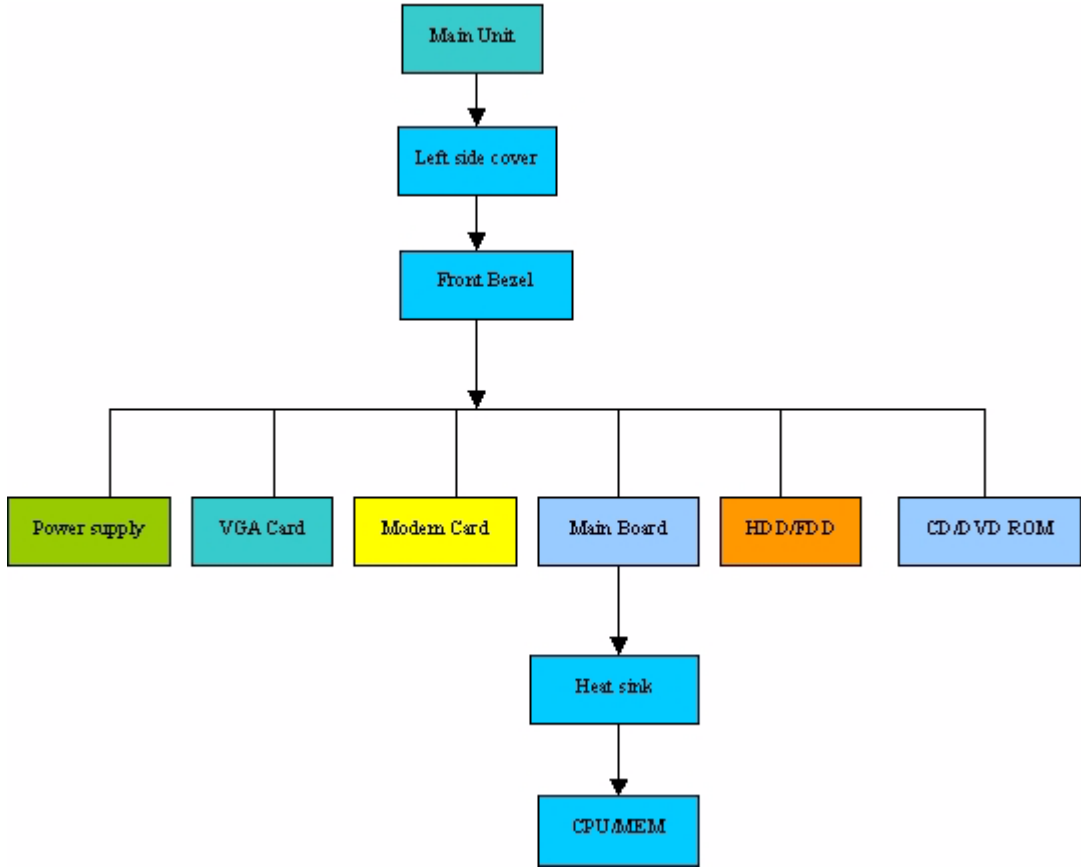 Main Unit
Left side cover
Front Bezel
Power supply
VGA Card
Modem Card
Main Board
HDD/FDD
CD/DVD ROM
Heat sink
CPU/MEM